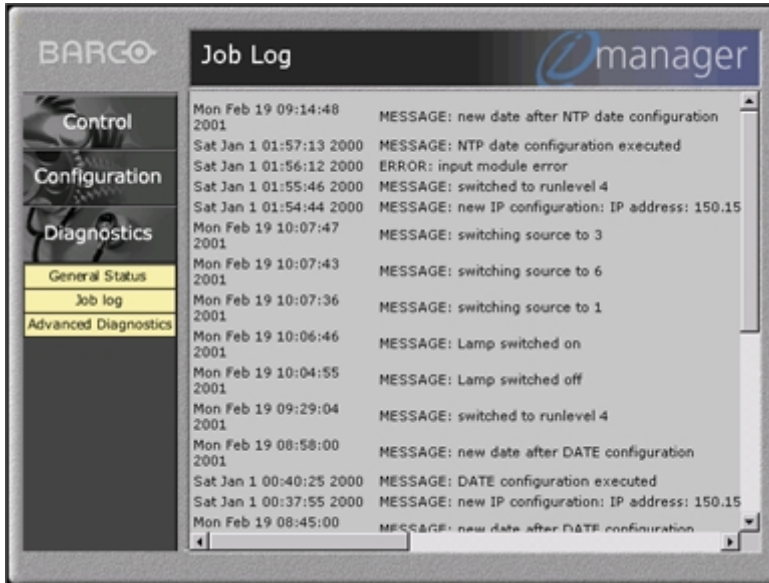 BARCO
Job Log
manager
Control
Configuration
Diagnostics
General Status
Job log
Advanced Diagnostics
Mon Feb 19 09:14:48 2001 MESSAGE: new date after NTP date configuration
Sat Jan 1 01:57:13 2000 MESSAGE: NTP date configuration executed
Sat Jan 1 01:56:12 2000 ERROR: input module error
Sat Jan 1 01:55:46 2000 MESSAGE: switched to runlevel 4
Sat Jan 1 01:54:44 2000 MESSAGE: new IP configuration: IP address: 150.15
Mon Feb 19 10:07:47 2001 MESSAGE: switching source to 3
Mon Feb 19 10:07:43 2001 MESSAGE: switching source to 6
Mon Feb 19 10:07:36 2001 MESSAGE: switching source to 1
Mon Feb 19 10:06:46 2001 MESSAGE: Lamp switched on
Mon Feb 19 10:04:55 2001 MESSAGE: Lamp switched off
Mon Feb 19 09:29:04 2001 MESSAGE: switched to runlevel 4
Mon Feb 19 08:58:00 2001 MESSAGE: new date after DATE configuration
Sat Jan 1 00:40:25 2000 MESSAGE: DATE configuration executed
Sat Jan 1 00:37:55 2000 MESSAGE: new IP configuration: IP address: 150.15
Mon Feb 19 08:45:00 MESSAGE: new date after DATE configuration